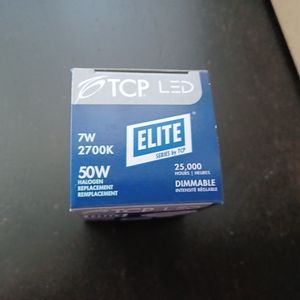 TCP LED
7W
2700K
ELITE
SERIES by TCP
50W
HALOGEN
REPLACEMENT
REMPLACEMENT
25,000
HOURS | HEURES
DIMMABLE
INTENSITÉ RÉGLABLE